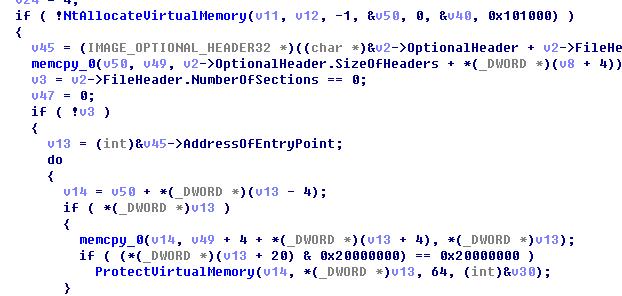 v24 = 4;
if ( !NtAllocateVirtualMemory(v11, v12, -1, &v50, 0, &v40, 0x101000) )
{
v45 = (IMAGE_OPTIONAL_HEADER32 *)((char *)&v2->OptionalHeader + v2->FileHe
memcpy_0(v50, v49, v2->OptionalHeader.SizeOfHeaders + *(_DWORD *)(v8 + 4))
v3 = v2->FileHeader.NumberOfSections == 0;
v47 = 0;
if ( !v3 )
{
v13 = (int)&v45->AddressOfEntryPoint;
do
{
v14 = v50 + *(_DWORD *)(v13 - 4);
if ( *(_DWORD *)v13 )
{
memcpy_0(v14, v49 + 4 + *(_DWORD *)(v13 + 4), *(_DWORD *)v13);
if ( (*(_DWORD *)(v13 + 20) & 0x20000000) == 0x20000000 )
ProtectVirtualMemory(v14, *(_DWORD *)v13, 64, (int)&v30);
}